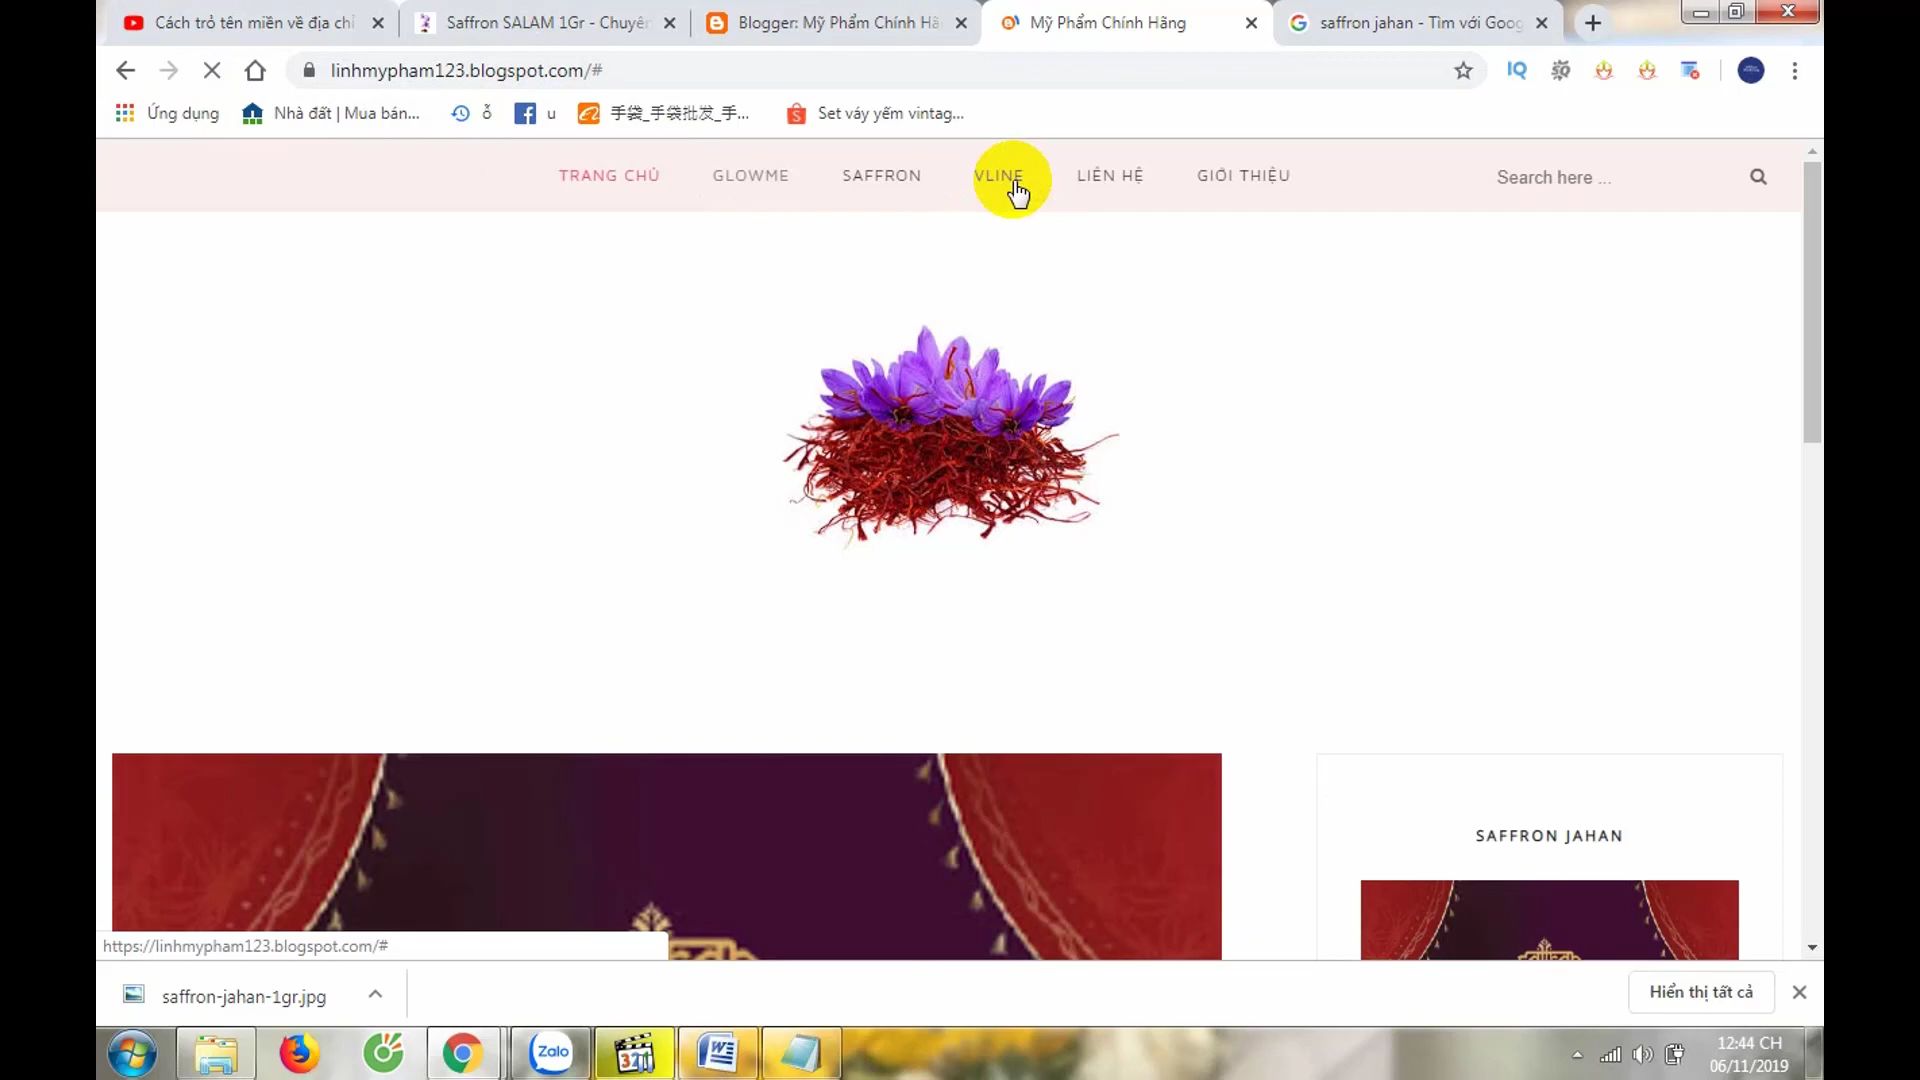 Cách trỏ tên miền về địa chỉ
Saffron SALAM 1Gr - Chuyên
Blogger: Mỹ Phẩm Chính Hã
Mỹ Phẩm Chính Hãng
saffron jahan - Tìm với Goog
linhmypham123.blogspot.com/#
IQ
Ứng dụng
Nhà đất | Mua bán...
ỗ
u
手袋_手袋批发_手...
Set váy yếm vintag...
TRANG CHỦ
GLOWME
SAFFRON
VLINE
LIÊN HỆ
GIỚI THIỆU
Search here ...
SAFFRON JAHAN
https://linhmypham123.blogspot.com/#
saffron-jahan-1gr.jpg
Hiển thị tất cả
Zalo
321
12:44 CH
06/11/2019